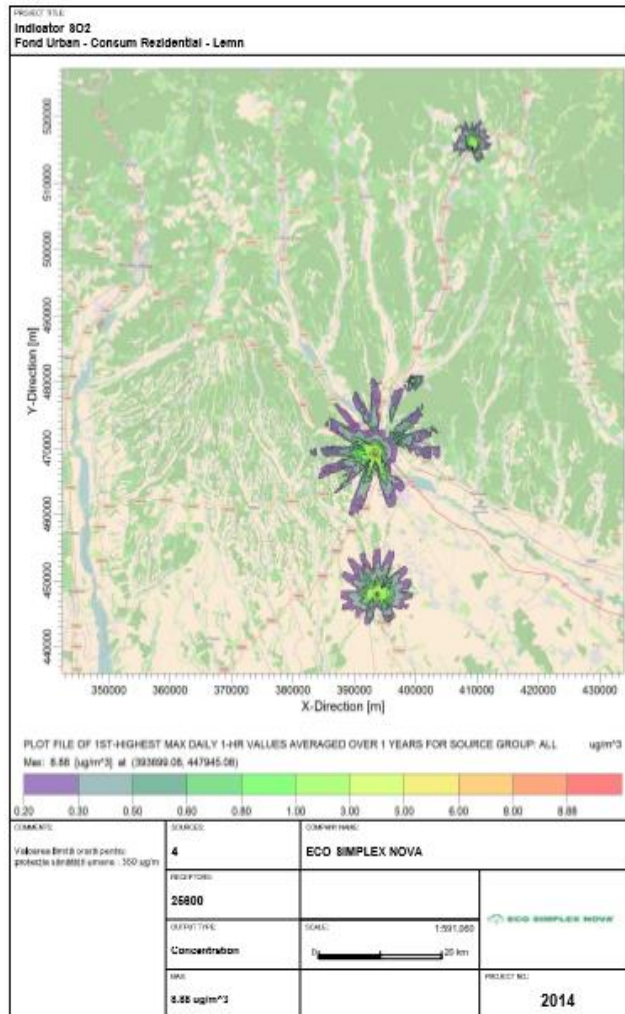 PROJECT TITLE:
Indicator SO2
Fond Urban - Consum Rezidential - Lemn
Y-Direction [m]
520000
510000
500000
490000
480000
470000
460000
450000
440000
350000 360000 370000 380000 390000 400000 410000 420000 430000
X-Direction [m]
PLOT FILE OF 1ST-HIGHEST MAX DAILY 1-HR VALUES AVERAGED OVER 1 YEARS FOR SOURCE GROUP: ALL ug/m^3
Max: 8.88 [ug/m^3] at (393699.08, 447945.08)
0.20 0.30 0.50 0.60 0.80 1.00 3.00 5.00 6.00 8.00 8.88
COMMENTS:
Valoarea limită orară pentru
protecția sănătății umane : 350 ug/m
SOURCES:
4
COMPANY NAME:
ECO SIMPLEX NOVA
RECEPTORS:
25600
OUTPUT TYPE:
Concentration
SCALE:
1:591,060
0 20 km
ECO SIMPLEX NOVA
MAX:
8.88 ug/m^3
PROJECT NO.:
2014